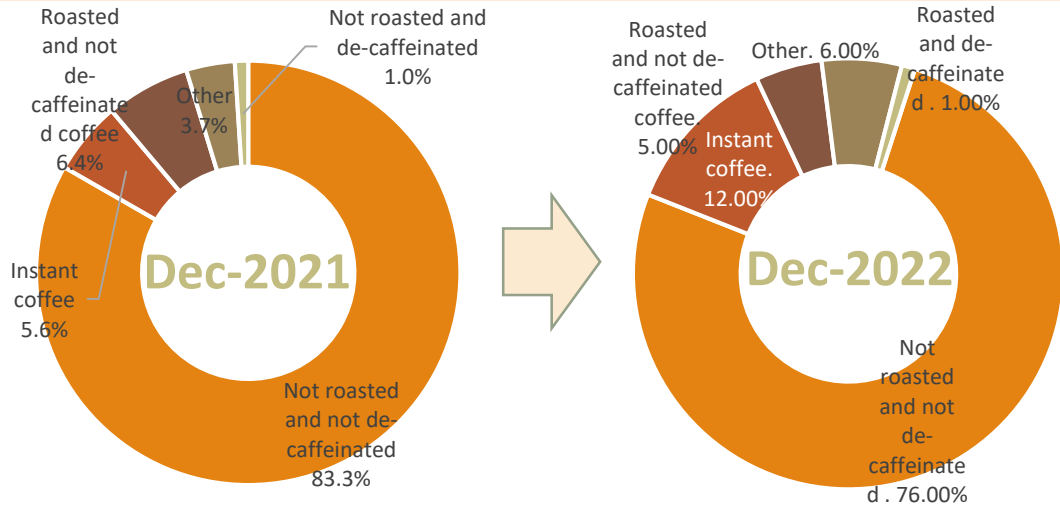 Roasted
and not
de-
caffeinate
d coffee
6.4%
Other
3.7%
Not roasted and
de-caffeinated
1.0%
Instant
coffee
5.6%
Dec-2021
Not roasted
and not de-
caffeinated
83.3%
Roasted
and not de-
caffeinated
coffee.
5.00%
Other. 6.00%
Roasted
and de-
caffeinate
d . 1.00%
Instant
coffee.
12.00%
Dec-2022
Not
roasted
and not
de-
caffeinate
d . 76.00%